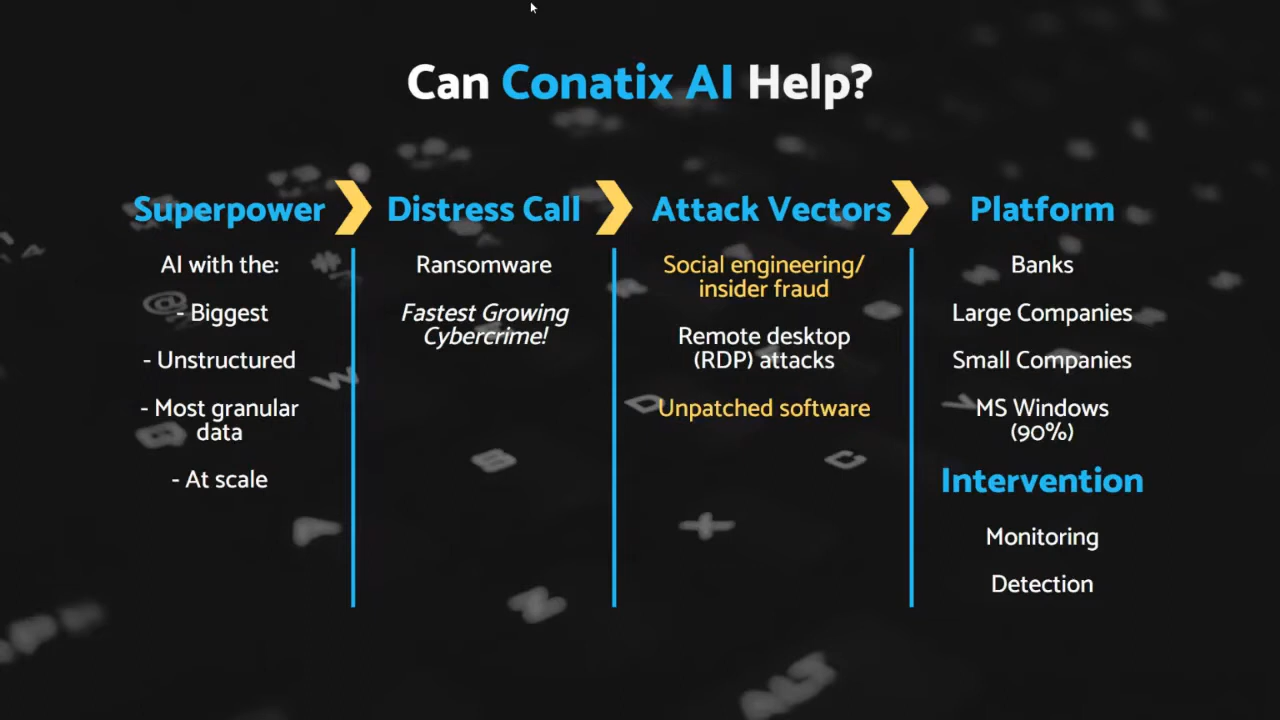 Can Conatix AI Help?
Superpower
AI with the:
- Biggest
- Unstructured
- Most granular
data
- At scale
Distress Call
Ransomware
Fastest Growing
Cybercrime!
Attack Vectors
Social engineering/
insider fraud
Remote desktop
(RDP) attacks
Unpatched software
Platform
Banks
Large Companies
Small Companies
MS Windows
(90%)
Intervention
Monitoring
Detection